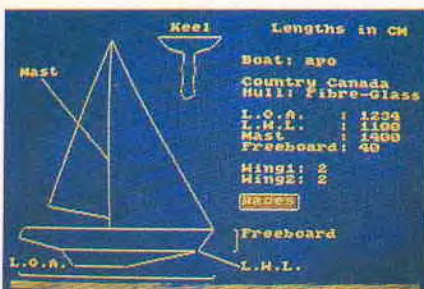 Keel
Lengths in CM
Mast
Boat: apo
Country Canada
Hull: Fibre-Glass
L.O.A. : 1234
L.W.L. : 1100
Mast : 1400
Freeboard: 40
Wing1: 2
Wing2: 2
Freeboard
L.O.A.
L.W.L.